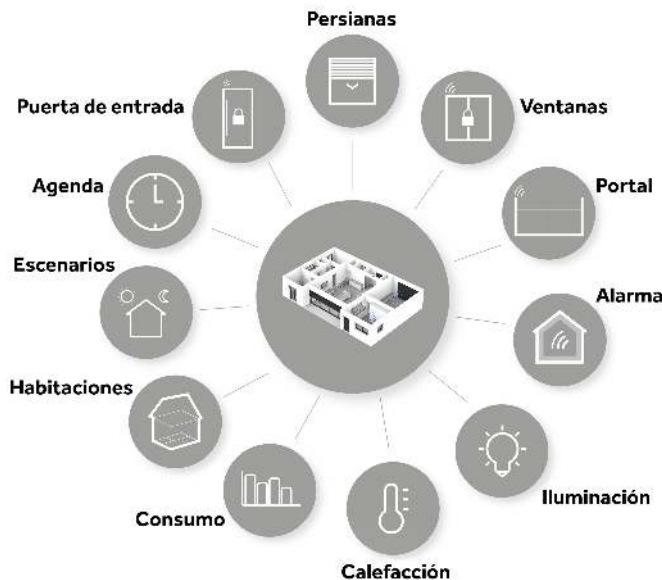 Persianas
Puerta de entrada
Ventanas
Agenda
Portal
Escenarios
Alarma
Habitaciones
Iluminación
Consumo
Calefacción